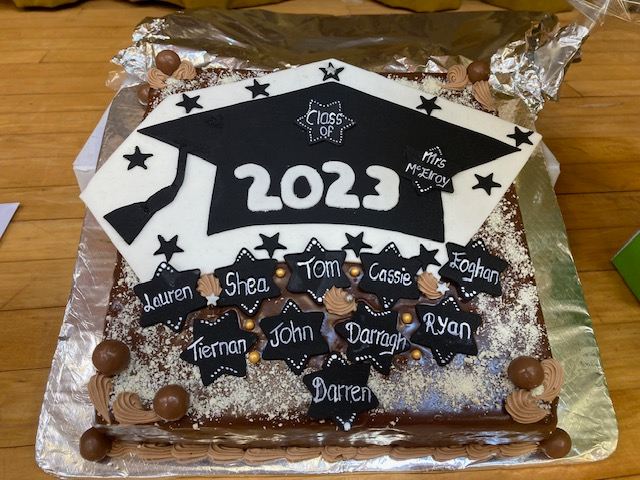 Class
of
Mrs
McElroy
2023
Lauren
Shea
Tom
Cassie
Eoghan
Tiernan
John
Darragh
Ryan
Darren